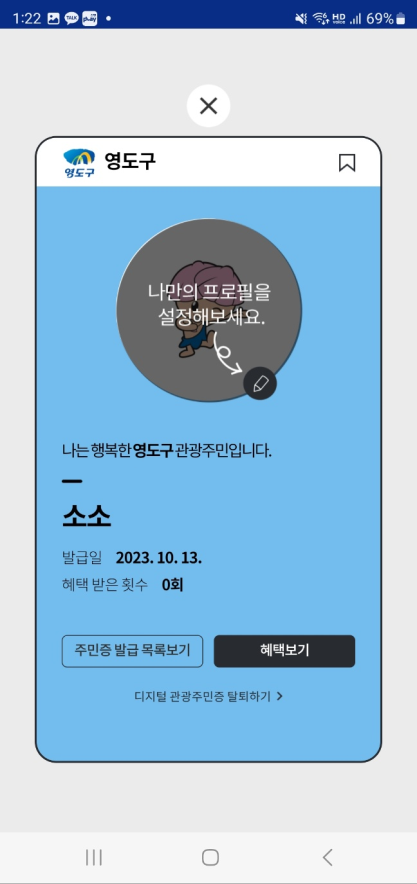 1:22 TALK 69%
영도구 영도구
나만의 프로필을
설정해보세요.
나는 행복한 영도구 관광주민입니다.
소소
발급일 2023. 10. 13.
혜택 받은 횟수 0회
주민증 발급 목록보기 혜택보기
디지털 관광주민증 탈퇴하기 >